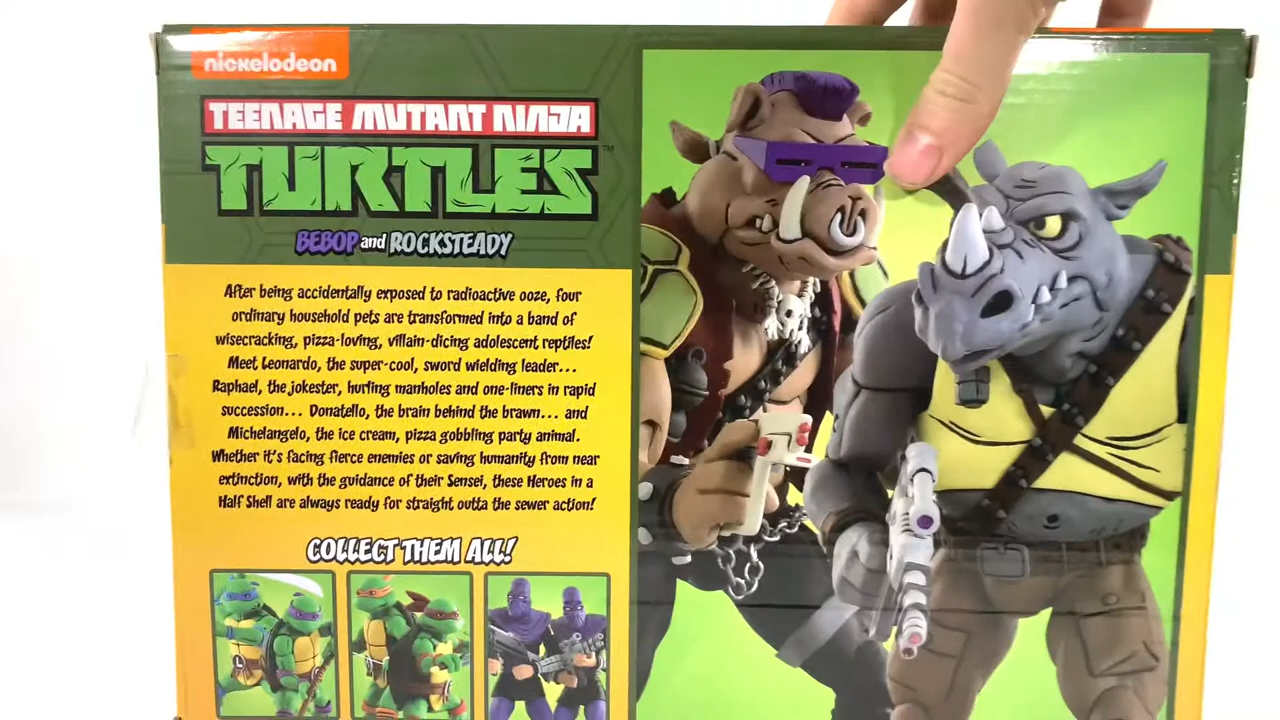 nickelodeon
TEENAGE MUTANT NINJA
TURTLES™
BEBOP and ROCKSTEADY
After being accidentally exposed to radioactive ooze, four
ordinary household pets are transformed into a band of
wisecracking, pizza-loving, villain-dicing adolescent reptiles!
Meet Leonardo, the super-cool, sword wielding leader...
Raphael, the jokester, hurling manholes and one-liners in rapid
succession... Donatello, the brain behind the brawn... and
Michelangelo, the ice cream, pizza gobbling party animal.
Whether it's facing fierce enemies or saving humanity from near
extinction, with the guidance of their Sensei, these Heroes in a
Half Shell are always ready for straight outta the sewer action!
COLLECT THEM ALL!